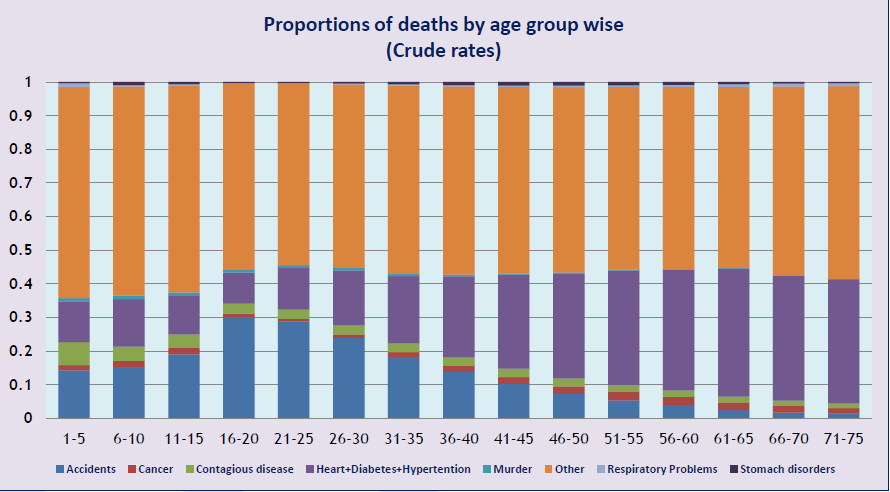 Proportions of deaths by age group wise
(Crude rates)
1
0.9
0.8
0.7
0.6
0.5
0.4
0.3
0.2
0.1
0
1-5 6-10 11-15 16-20 21-25 26-30 31-35 36-40 41-45 46-50 51-55 56-60 61-65 66-70 71-75
Accidents Cancer Contagious disease Heart+Diabetes+Hypertention Murder Other Respiratory Problems Stomach disorders